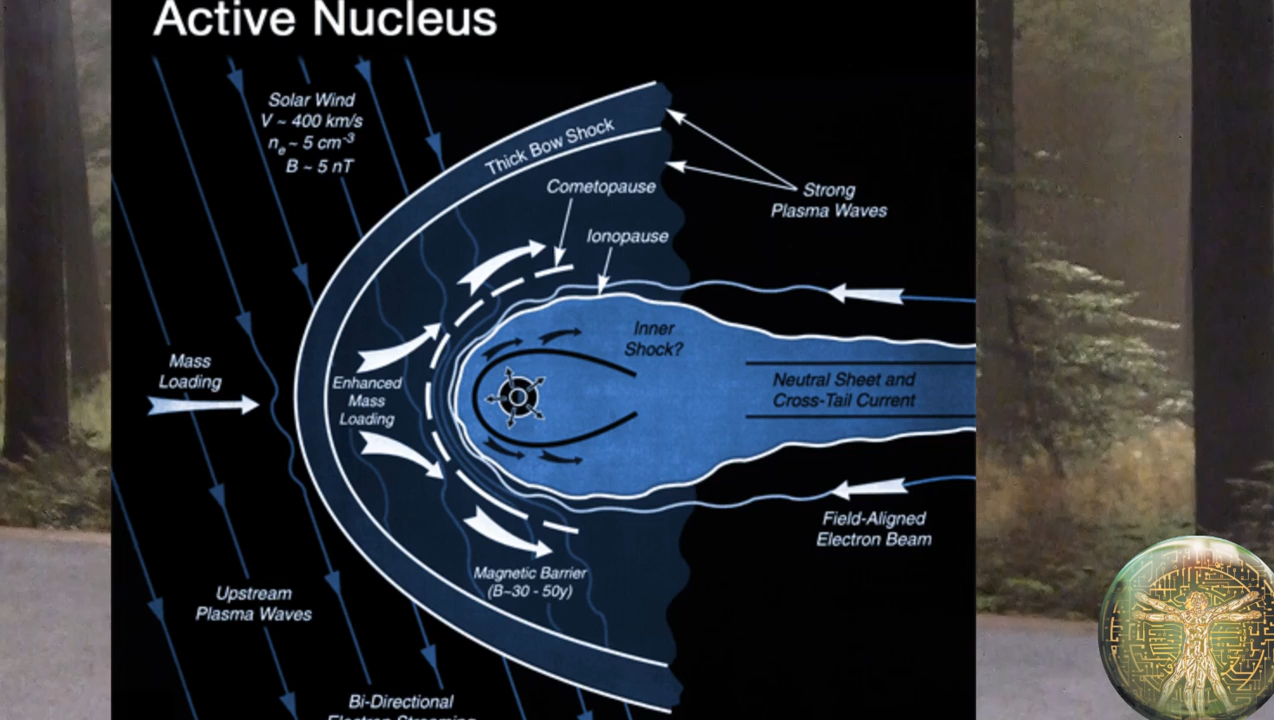 Active Nucleus
Solar Wind
V ~ 400 km/s
nₑ ~ 5 cm⁻³
B ~ 5 nT
Thick Bow Shock
Cometopause
Strong
Plasma Waves
Ionopause
Inner
Shock?
Mass
Loading
Enhanced
Mass
Loading
Neutral Sheet and
Cross-Tail Current
Field-Aligned
Electron Beam
Magnetic Barrier
(B~30 - 50γ)
Upstream
Plasma Waves
Bi-Directional
Electron Streaming